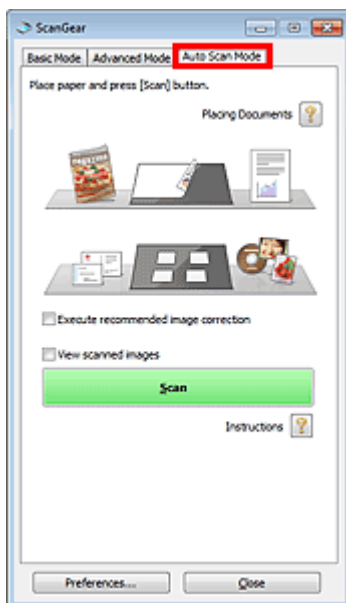 ScanGear
Basic Mode Advanced Mode Auto Scan Mode
Place paper and press [Scan] button.
Placing Documents
magazine
Execute recommended image correction
View scanned images
Scan
Instructions
Preferences... Close